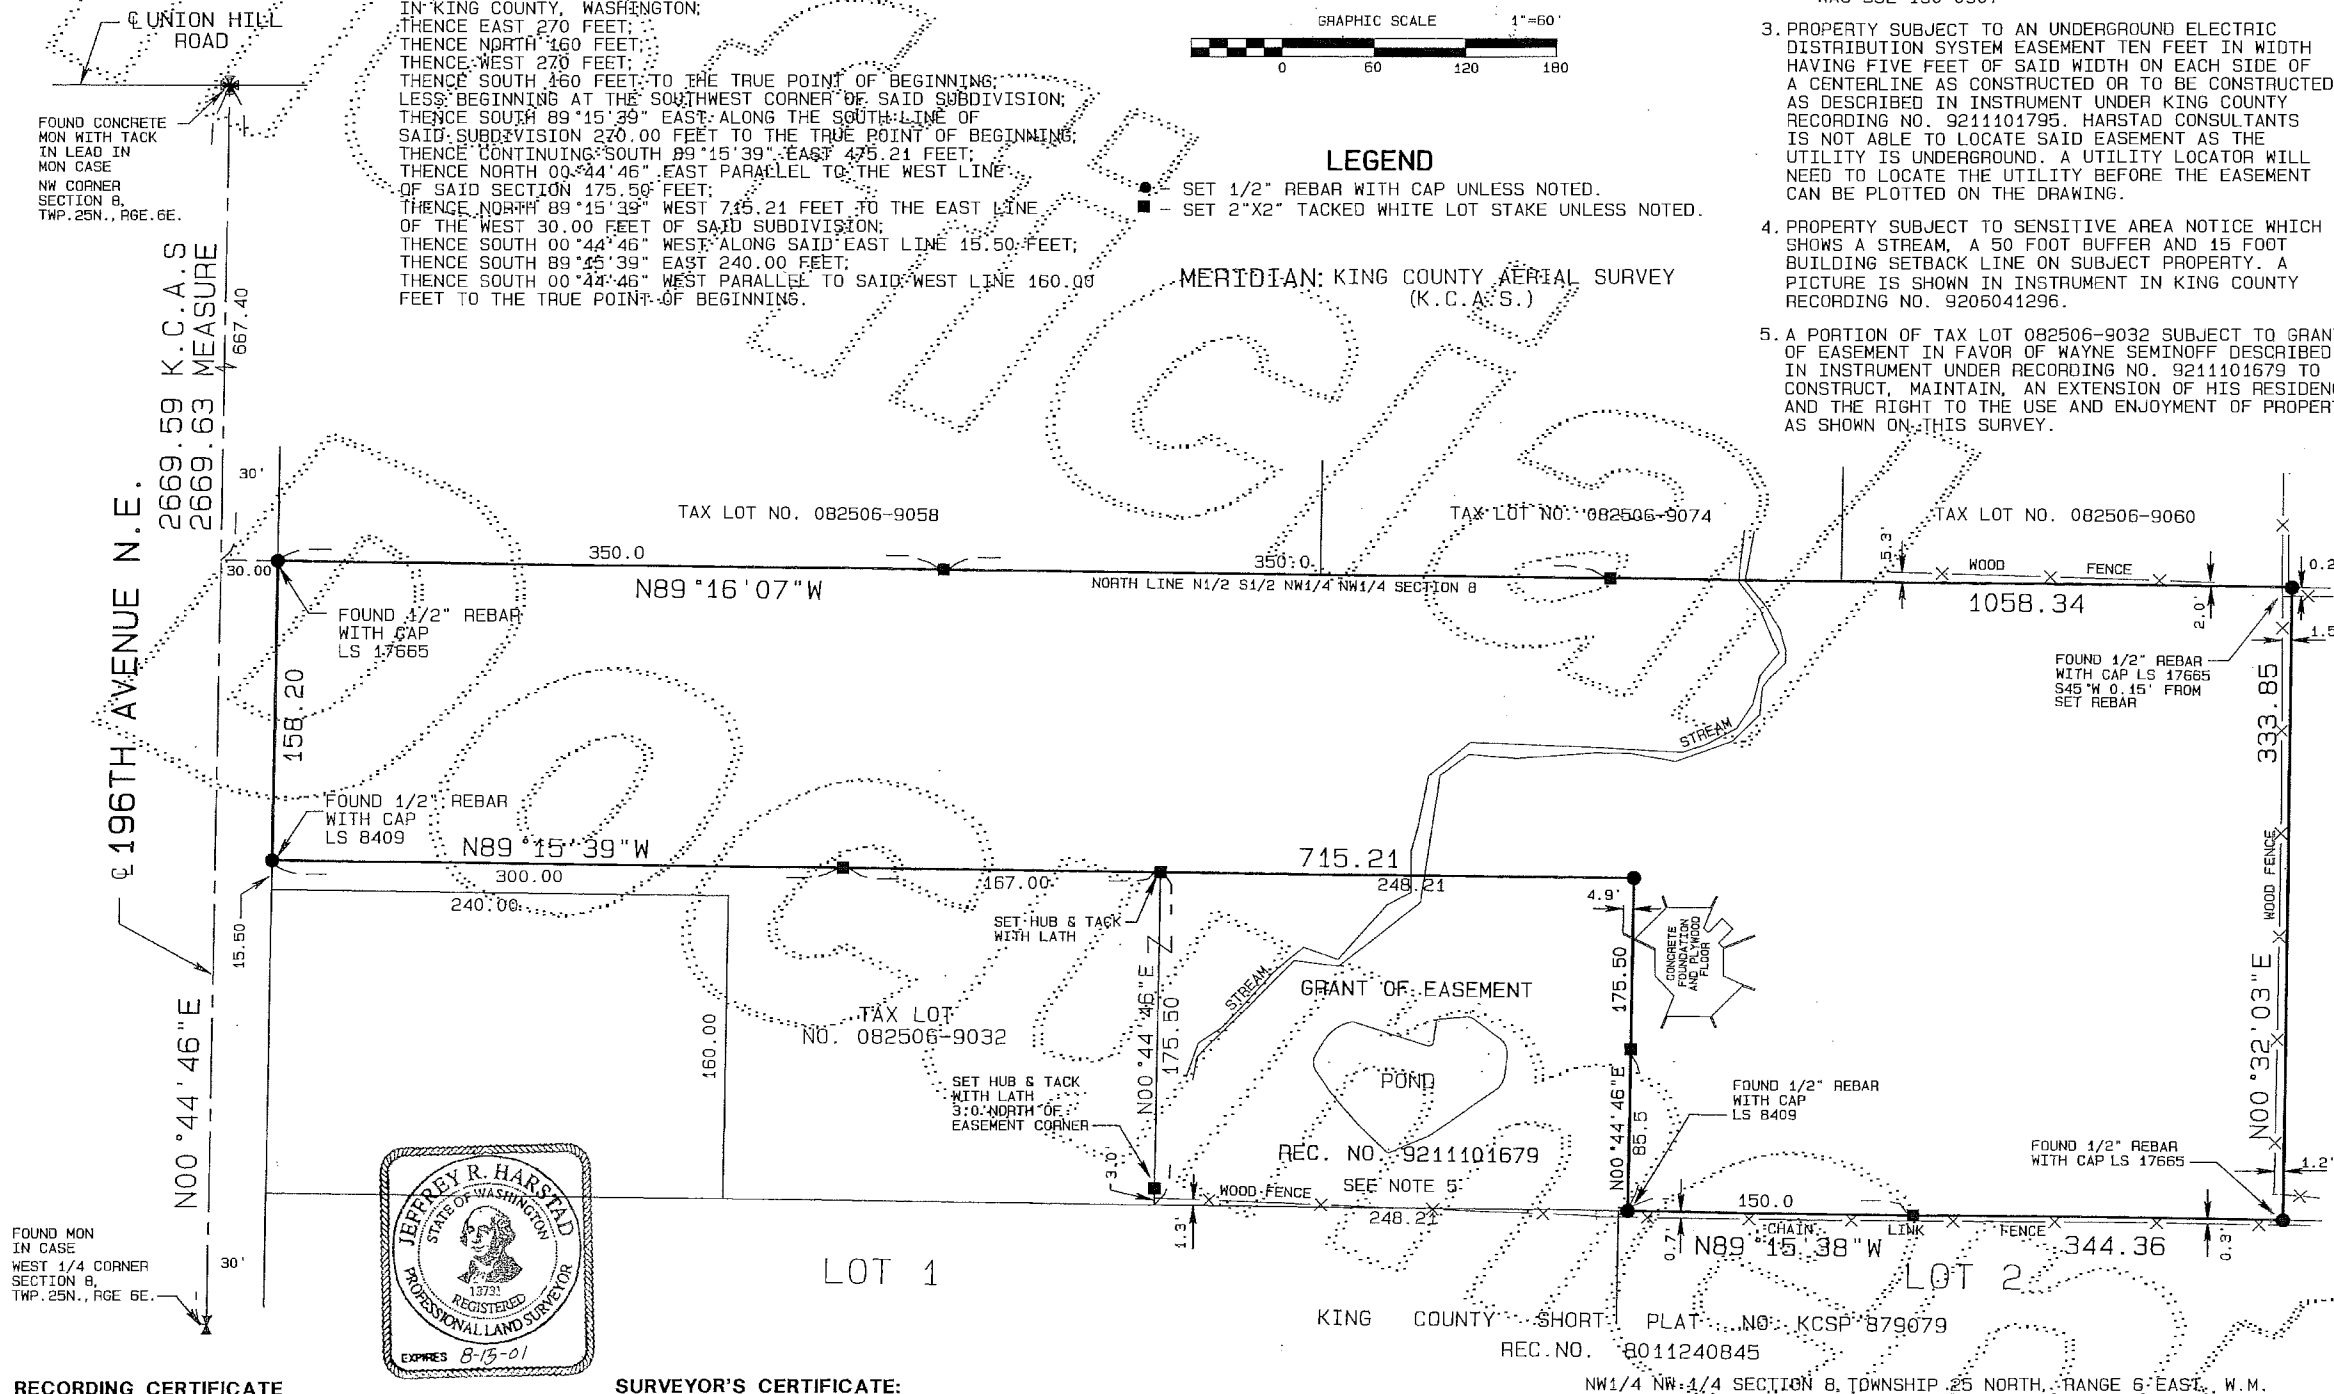 ℄ UNION HILL
ROAD
FOUND CONCRETE
MON WITH TACK
IN LEAD IN
MON CASE
NW CORNER
SECTION 8,
TWP.25N., RGE.6E.
IN KING COUNTY, WASHINGTON;
THENCE EAST 270 FEET;
THENCE NORTH 160 FEET;
THENCE WEST 270 FEET;
THENCE SOUTH 160 FEET TO THE TRUE POINT OF BEGINNING;
LESS BEGINNING AT THE SOUTHWEST CORNER OF SAID SUBDIVISION;
THENCE SOUTH 89°15'39" EAST ALONG THE SOUTH LINE OF
SAID SUBDIVISION 270.00 FEET TO THE TRUE POINT OF BEGINNING;
THENCE CONTINUING SOUTH 89°15'39" EAST 475.21 FEET;
THENCE NORTH 00°44'46" EAST PARALLEL TO THE WEST LINE
OF SAID SECTION 175.50 FEET;
THENCE NORTH 89°15'39" WEST 715.21 FEET TO THE EAST LINE
OF THE WEST 30.00 FEET OF SAID SUBDIVISION;
THENCE SOUTH 00°44'46" WEST ALONG SAID EAST LINE 15.50 FEET;
THENCE SOUTH 89°15'39" EAST 240.00 FEET;
THENCE SOUTH 00°44'46" WEST PARALLEL TO SAID WEST LINE 160.00
FEET TO THE TRUE POINT OF BEGINNING.
GRAPHIC SCALE 1"=60'
0 60 120 180
LEGEND
- SET 1/2" REBAR WITH CAP UNLESS NOTED.
- SET 2"X2" TACKED WHITE LOT STAKE UNLESS NOTED.
MERIDIAN: KING COUNTY AERIAL SURVEY
(K.C.A.S.)
3. PROPERTY SUBJECT TO AN UNDERGROUND ELECTRIC
DISTRIBUTION SYSTEM EASEMENT TEN FEET IN WIDTH
HAVING FIVE FEET OF SAID WIDTH ON EACH SIDE OF
A CENTERLINE AS CONSTRUCTED OR TO BE CONSTRUCTED
AS DESCRIBED IN INSTRUMENT UNDER KING COUNTY
RECORDING NO. 9211101795. HARSTAD CONSULTANTS
IS NOT ABLE TO LOCATE SAID EASEMENT AS THE
UTILITY IS UNDERGROUND. A UTILITY LOCATOR WILL
NEED TO LOCATE THE UTILITY BEFORE THE EASEMENT
CAN BE PLOTTED ON THE DRAWING.
4. PROPERTY SUBJECT TO SENSITIVE AREA NOTICE WHICH
SHOWS A STREAM, A 50 FOOT BUFFER AND 15 FOOT
BUILDING SETBACK LINE ON SUBJECT PROPERTY. A
PICTURE IS SHOWN IN INSTRUMENT IN KING COUNTY
RECORDING NO. 9206041296.
5. A PORTION OF TAX LOT 082506-9032 SUBJECT TO GRANT
OF EASEMENT IN FAVOR OF WAYNE SEMINOFF DESCRIBED
IN INSTRUMENT UNDER RECORDING NO. 9211101679 TO
CONSTRUCT, MAINTAIN, AN EXTENSION OF HIS RESIDEN
AND THE RIGHT TO THE USE AND ENJOYMENT OF PROPER
AS SHOWN ON THIS SURVEY.
℄ 196TH AVENUE N.E.
2669.59 K.C.A.S
2669.63 MEASURE
667.40
30'
30.00
TAX LOT NO. 082506-9058
TAX LOT NO. 082506-9074
TAX LOT NO. 082506-9060
350.0
N89°16'07"W
350.0
NORTH LINE N1/2 S1/2 NW1/4 NW1/4 SECTION 8
5.3'
WOOD FENCE
1058.34
2.0'
0.2
1.5
FOUND 1/2" REBAR
WITH CAP
LS 17665
158.20
FOUND 1/2" REBAR
WITH CAP LS 17665
S45°W 0.15' FROM
SET REBAR
333.85
STREAM
FOUND 1/2" REBAR
WITH CAP
LS 8409
N89°15'39"W
300.00
240.00
167.00
715.21
248.21
4.9'
SET HUB & TACK
WITH LATH
CONCRETE
FOUNDATION
AND PLYWOOD
FLOOR
WOOD FENCE
15.50
N00°44'46"E
160.00
TAX LOT
NO. 082506-9032
N00°44'46"E
175.50
STREAM
GRANT OF EASEMENT
175.50
POND
SET HUB & TACK
WITH LATH
3.0' NORTH OF
EASEMENT CORNER
3.0'
REC. NO. 9211101679
SEE NOTE 5
WOOD FENCE
248.21
1.3'
N00°44'46"E
85.5
FOUND 1/2" REBAR
WITH CAP
LS 8409
N00°32'03"E
FOUND 1/2" REBAR
WITH CAP LS 17665
1.2'
150.0
CHAIN LINK FENCE
0.7'
N89°15'38"W
344.36
0.3'
FOUND MON
IN CASE
WEST 1/4 CORNER
SECTION 8,
TWP.25N., RGE 6E.
30'
JEFFREY R. HARSTAD
STATE OF WASHINGTON
13731
REGISTERED
PROFESSIONAL LAND SURVEYOR
EXPIRES 8-13-01
LOT 1
LOT 2
KING COUNTY SHORT PLAT NO. KCSP 879079
REC.NO. 8011240845
RECORDING CERTIFICATE
SURVEYOR'S CERTIFICATE:
NW1/4 NW 1/4 SECTION 8, TOWNSHIP 25 NORTH, RANGE 6 EAST, W.M.